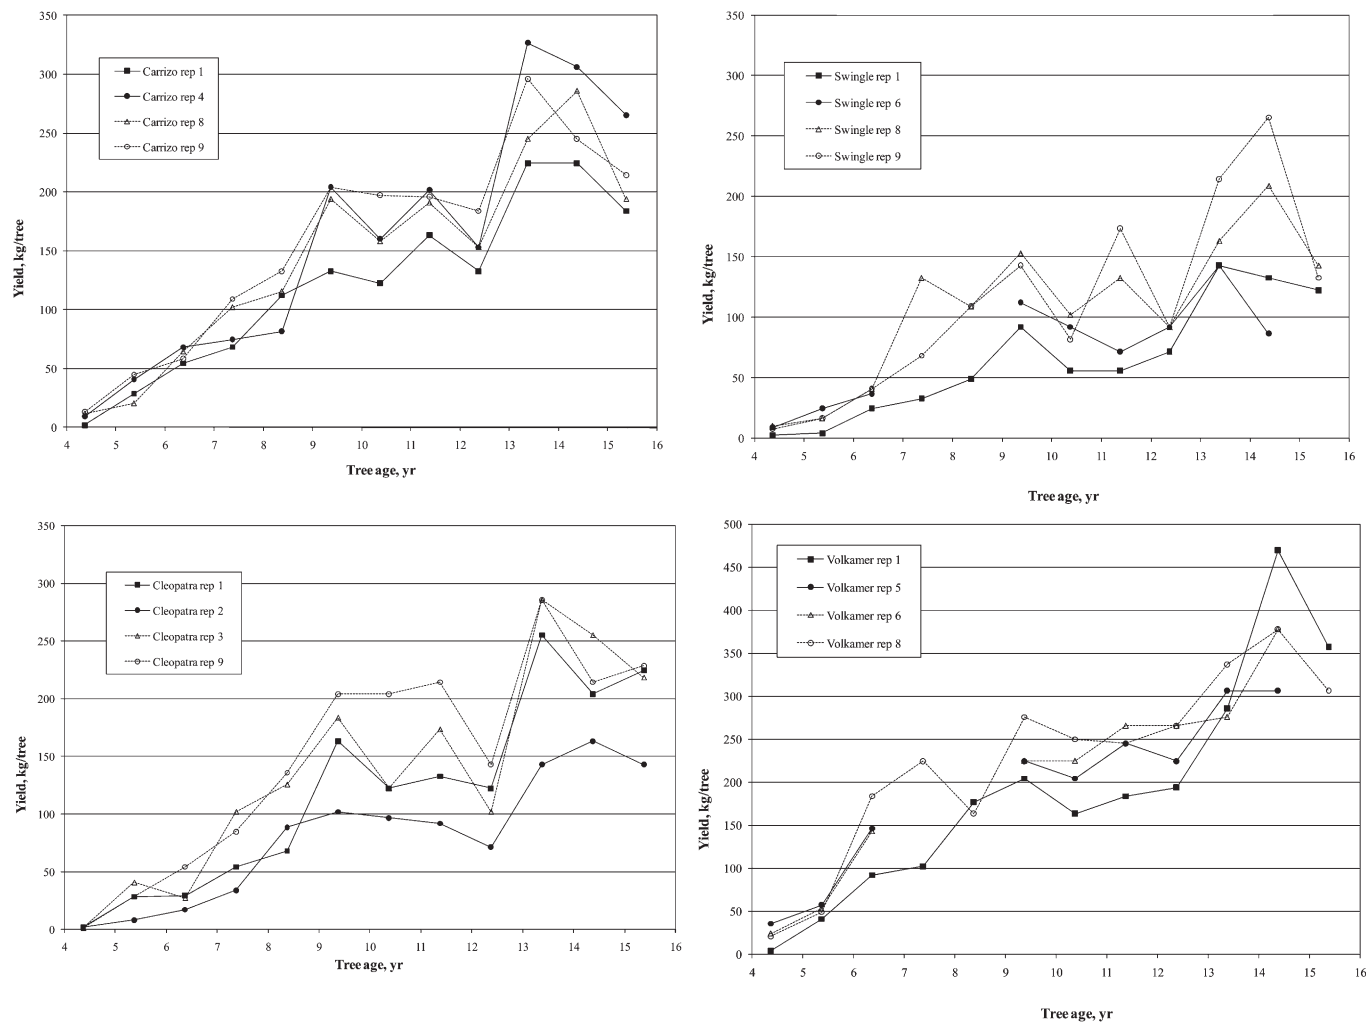 350
300
250
200
150
100
50
0
Yield, kg/tree
Carrizo rep 1
Carrizo rep 4
Carrizo rep 8
Carrizo rep 9
4 5 6 7 8 9 10 11 12 13 14 15 16
Tree age, yr
350
300
250
200
150
100
50
0
Yield, kg/tree
Swingle rep 1
Swingle rep 6
Swingle rep 8
Swingle rep 9
4 5 6 7 8 9 10 11 12 13 14 15 16
Tree age, yr
350
300
250
200
150
100
50
0
Yield, kg/tree
Cleopatra rep 1
Cleopatra rep 2
Cleopatra rep 3
Cleopatra rep 9
4 5 6 7 8 9 10 11 12 13 14 15 16
Tree age, yr
500
450
400
350
300
250
200
150
100
50
0
Yield, kg/tree
Volkamer rep 1
Volkamer rep 5
Volkamer rep 6
Volkamer rep 8
4 5 6 7 8 9 10 11 12 13 14 15 16
Tree age, yr